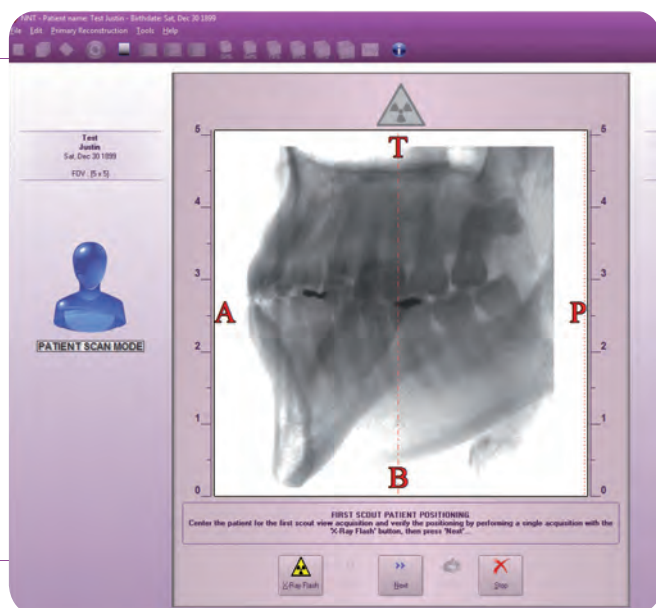 NNT - Patient name: Test Justin - Birthdate: Sat, Dec 30 1899
File Edit Primary Reconstruction Tools Help
Test
Justin
Sat, Dec 30 1899
FOV : [5 x 5]
PATIENT SCAN MODE
T
A
P
B
5
4
3
2
1
0
5
4
3
2
1
0
FIRST SCOUT PATIENT POSITIONING
Center the patient for the first scout view acquisition and verify the positioning by performing a single acquisition with the
'X-Ray Flash' button, then press 'Next'...
X-Ray Flash
Next
Stop